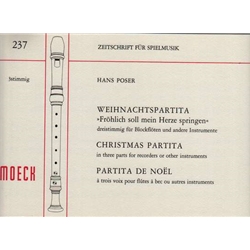 237
ZEITSCHRIFT FÜR SPIELMUSIK
3stimmig
HANS POSER
WEIHNACHTSPARTITA
»Fröhlich soll mein Herze springen«
dreistimmig für Blockflöten und andere Instrumente
CHRISTMAS PARTITA
in three parts for recorders or other instruments
PARTITA DE NOËL
à trois voix pour flûtes à bec ou autres instruments
MOECK